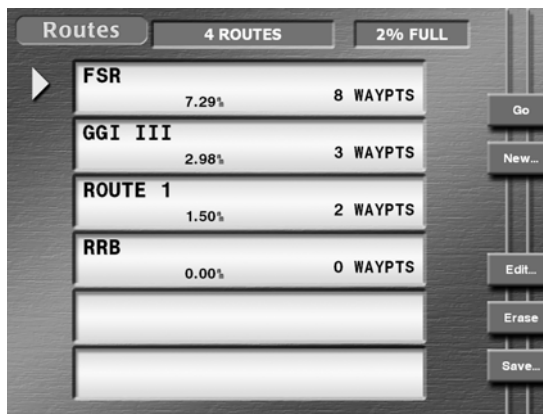 Routes 4 ROUTES 2% FULL
FSR
7.29% 8 WAYPTS
GGI III
2.98% 3 WAYPTS
ROUTE 1
1.50% 2 WAYPTS
RRB
0.00% 0 WAYPTS
Go
New...
Edit...
Erase
Save...